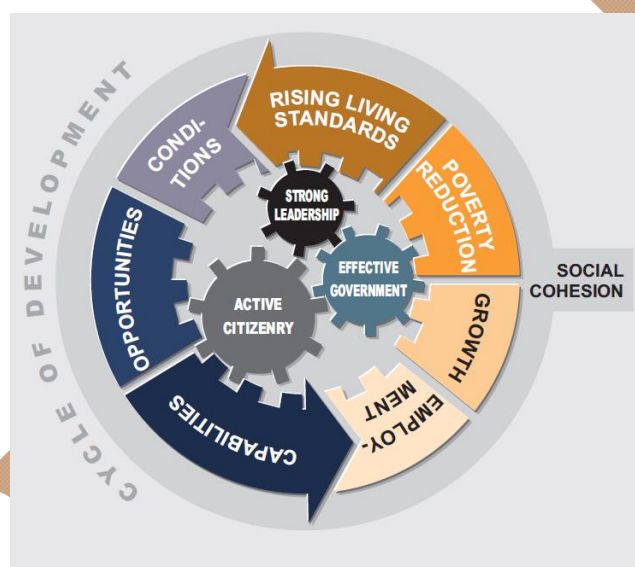 CYCLE OF DEVELOPMENT
RISING LIVING
STANDARDS
POVERTY
REDUCTION
GROWTH
EMPLOY-
MENT
CAPABILITIES
OPPORTUNITIES
CONDI-
TIONS
STRONG
LEADERSHIP
EFFECTIVE
GOVERNMENT
ACTIVE
CITIZENRY
SOCIAL
COHESION